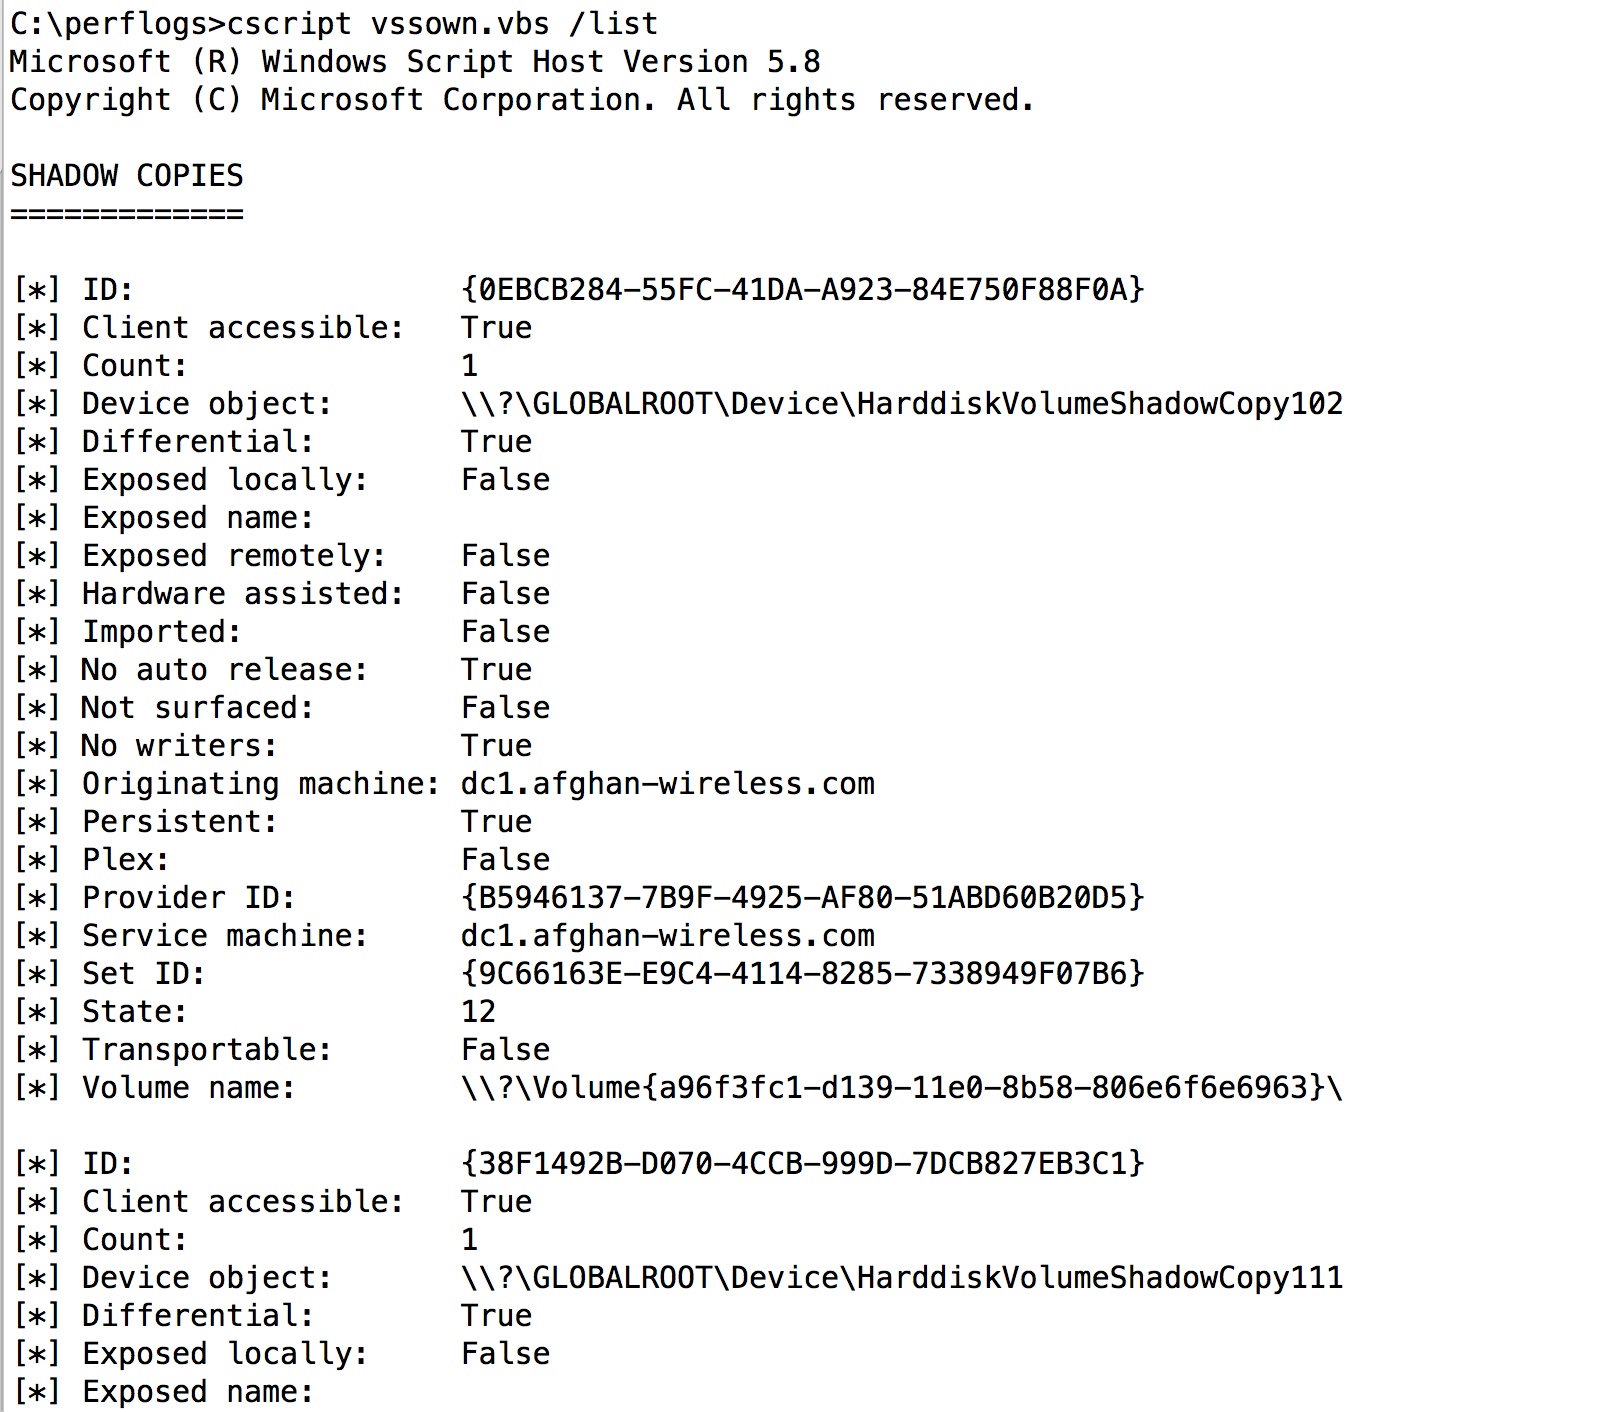 C:\perflogs>cscript vssown.vbs /list
Microsoft (R) Windows Script Host Version 5.8
Copyright (C) Microsoft Corporation. All rights reserved.
SHADOW COPIES
=============
[*] ID: {0EBCB284-55FC-41DA-A923-84E750F88F0A}
[*] Client accessible: True
[*] Count: 1
[*] Device object: \\?\GLOBALROOT\Device\HarddiskVolumeShadowCopy102
[*] Differential: True
[*] Exposed locally: False
[*] Exposed name:
[*] Exposed remotely: False
[*] Hardware assisted: False
[*] Imported: False
[*] No auto release: True
[*] Not surfaced: False
[*] No writers: True
[*] Originating machine: dc1.afghan-wireless.com
[*] Persistent: True
[*] Plex: False
[*] Provider ID: {B5946137-7B9F-4925-AF80-51ABD60B20D5}
[*] Service machine: dc1.afghan-wireless.com
[*] Set ID: {9C66163E-E9C4-4114-8285-7338949F07B6}
[*] State: 12
[*] Transportable: False
[*] Volume name: \\?\Volume{a96f3fc1-d139-11e0-8b58-806e6f6e6963}\
[*] ID: {38F1492B-D070-4CCB-999D-7DCB827EB3C1}
[*] Client accessible: True
[*] Count: 1
[*] Device object: \\?\GLOBALROOT\Device\HarddiskVolumeShadowCopy111
[*] Differential: True
[*] Exposed locally: False
[*] Exposed name: